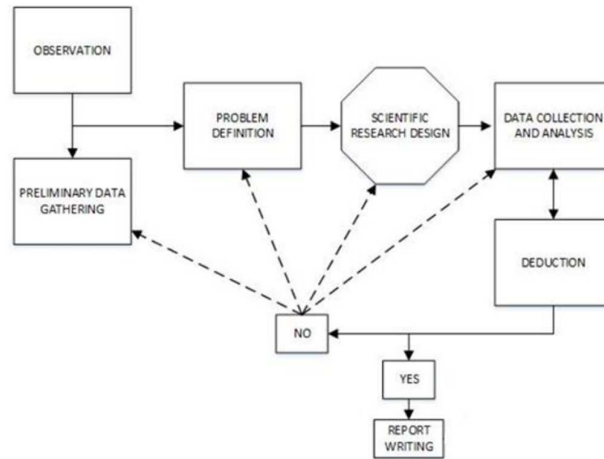 OBSERVATION
PROBLEM
DEFINITION
SCIENTIFIC
RESEARCH DESIGN
DATA COLLECTION
AND ANALYSIS
PRELIMINARY DATA
GATHERING
DEDUCTION
NO
YES
REPORT
WRITING